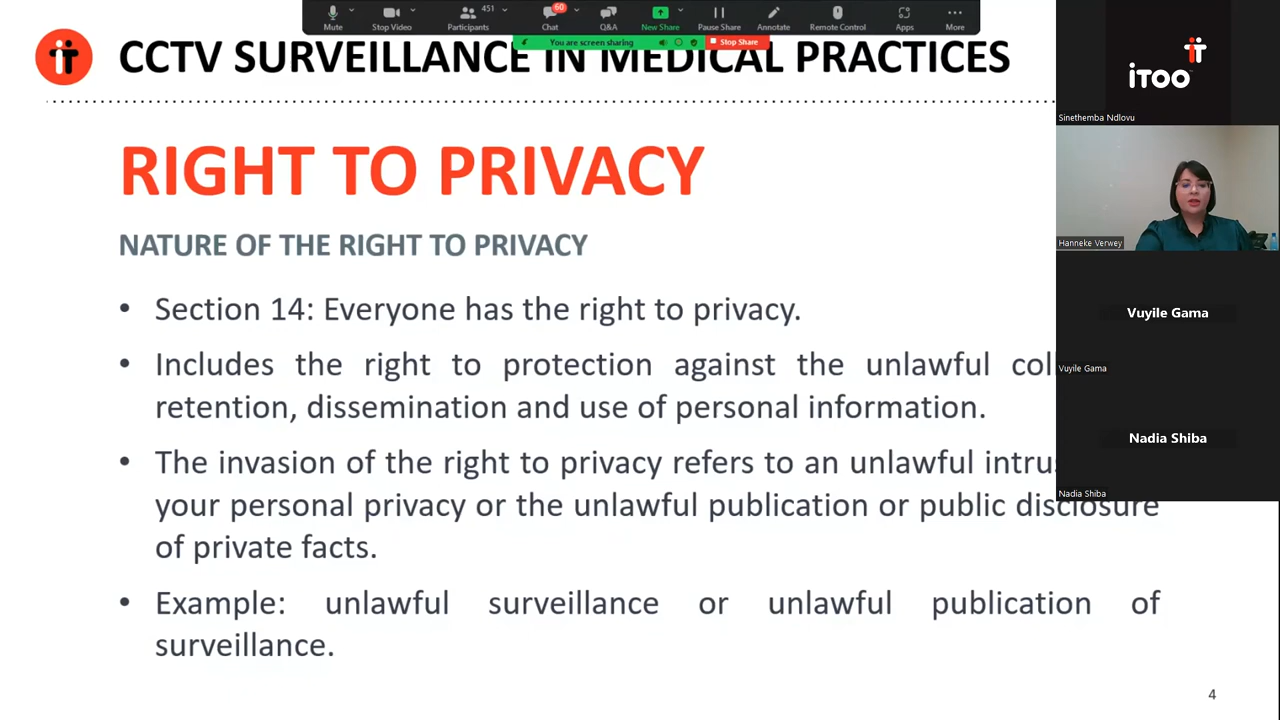 451
60
Mute
Stop Video
Participants
Chat
Q&A
New Share
Pause Share
Annotate
Remote Control
Apps
More
You are screen sharing
Stop Share
CCTV SURVEILLANCE IN MEDICAL PRACTICES
iTOO
Sinethemba Ndlovu
RIGHT TO PRIVACY
Hanneke Verwey
NATURE OF THE RIGHT TO PRIVACY
• Section 14: Everyone has the right to privacy.
Vuyile Gama
Vuyile Gama
• Includes the right to protection against the unlawful
retention, dissemination and use of personal information.
Nadia Shiba
Nadia Shiba
• The invasion of the right to privacy refers to an unlawful
your personal privacy or the unlawful publication or public disclosure
of private facts.
• Example: unlawful surveillance or unlawful publication of
surveillance.
4